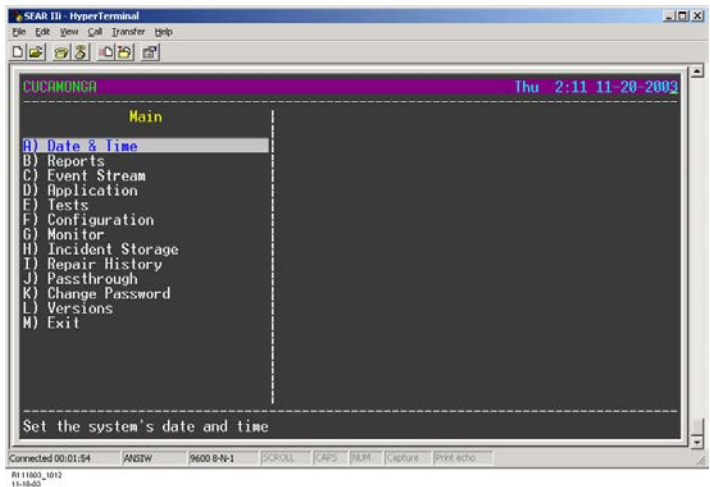 SEAR IIi - HyperTerminal
File Edit View Call Transfer Help
CUCAMONGA Thu 2:11 11-20-2003
Main
A) Date & Time
B) Reports
C) Event Stream
D) Application
E) Tests
F) Configuration
G) Monitor
H) Incident Storage
I) Repair History
J) Passthrough
K) Change Password
L) Versions
M) Exit
Set the system's date and time
Connected 00:01:54 ANSIW 9600 8-N-1 SCROLL CAPS NUM Capture Print echo
R111803_1012
11-18-03